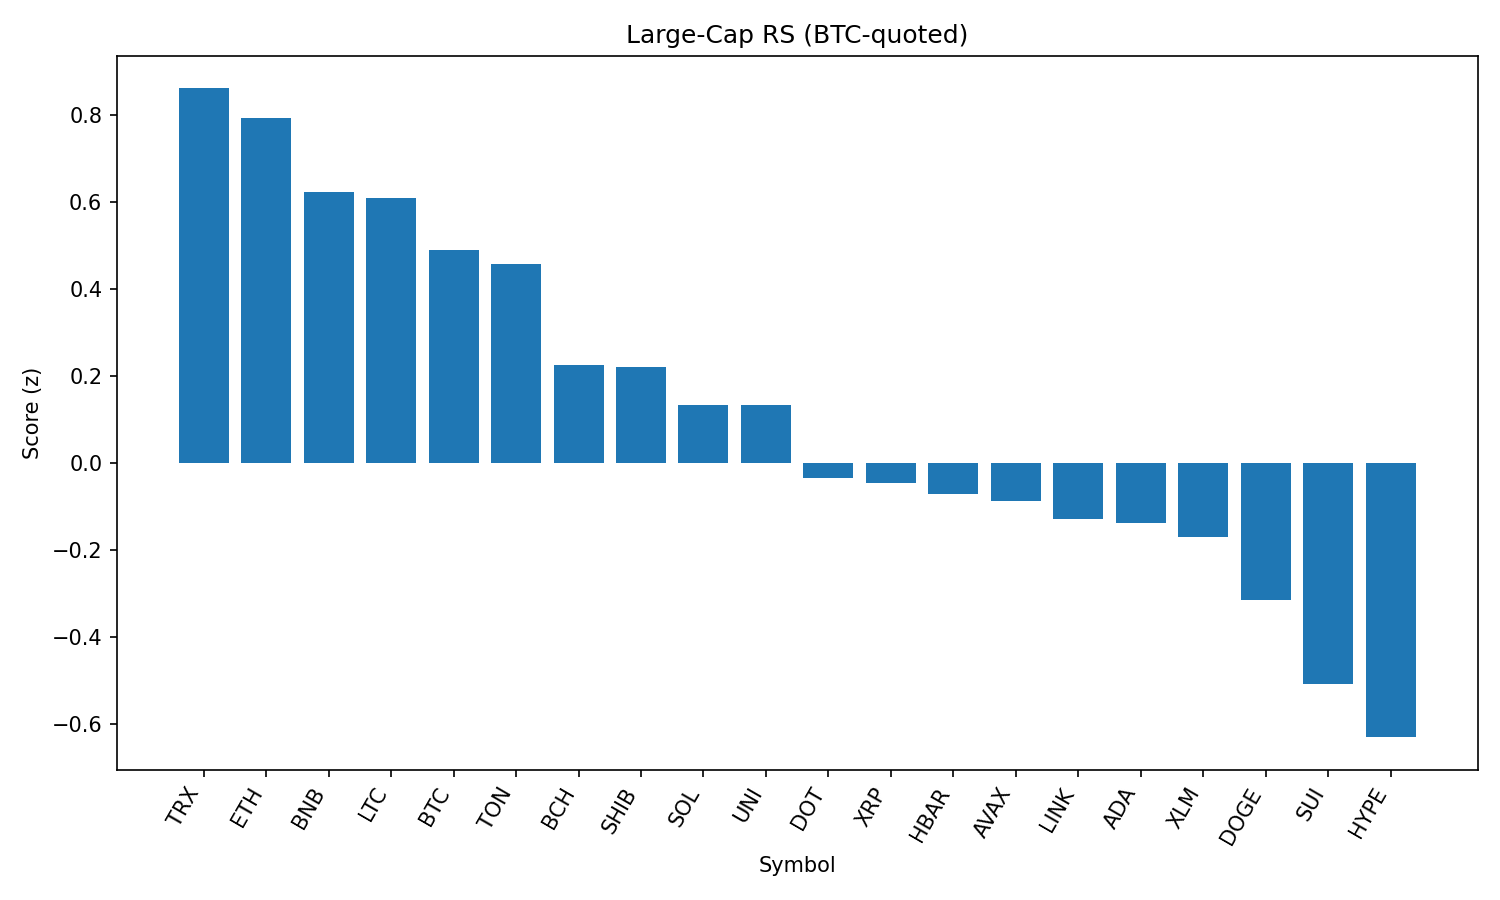 Large-Cap RS (BTC-quoted)
Score (z)
0.8
0.6
0.4
0.2
0.0
−0.2
−0.4
−0.6
TRX
ETH
BNB
LTC
BTC
TON
BCH
SHIB
SOL
UNI
DOT
XRP
HBAR
AVAX
LINK
ADA
XLM
DOGE
SUI
HYPE
Symbol